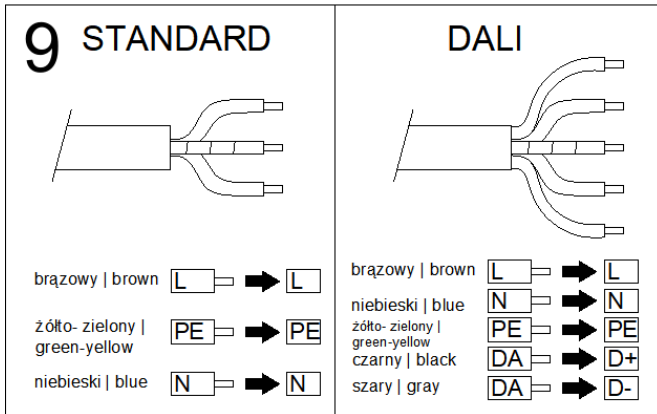 9 STANDARD
brązowy | brown L L
żółto- zielony |
green-yellow PE PE
niebieski | blue N N
DALI
brązowy | brown L L
niebieski | blue N N
żółto- zielony |
green-yellow PE PE
czarny | black DA D+
szary | gray DA D-